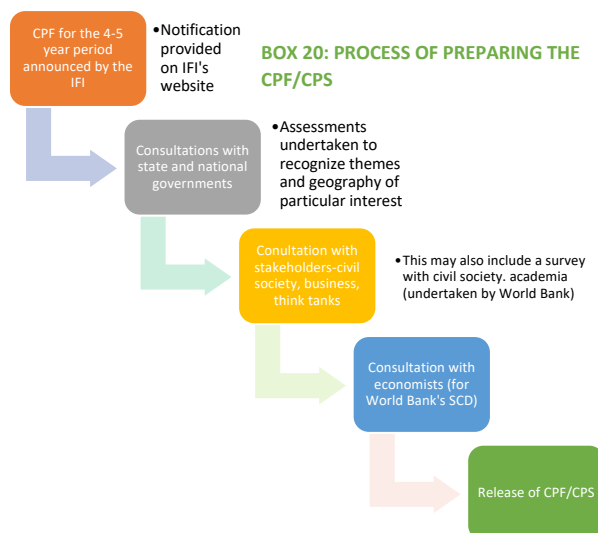 CPF for the 4-5
year period
announced by the
IFI
•Notification
provided
on IFI's
website
BOX 20: PROCESS OF PREPARING THE
CPF/CPS
Consultations with
state and national
governments
•Assessments
undertaken to
recognize themes
and geography of
particular interest
Conultation with
stakeholders-civil
society, business,
think tanks
•This may also include a survey
with civil society. academia
(undertaken by World Bank)
Consultation with
economists (for
World Bank's SCD)
Release of CPF/CPS